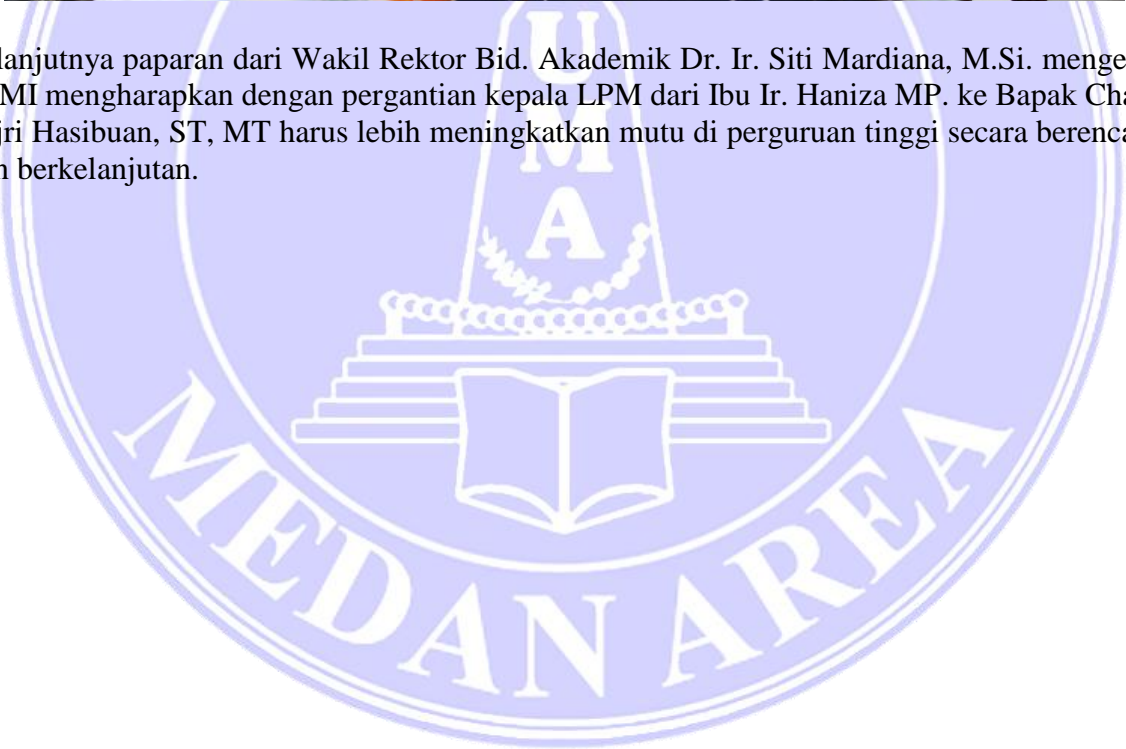 lanjutnya paparan dari Wakil Rektor Bid. Akademik Dr. Ir. Siti Mardiana, M.Si. menge
MI mengharapkan dengan pergantian kepala LPM dari Ibu Ir. Haniza MP. ke Bapak Cha
jri Hasibuan, ST, MT harus lebih meningkatkan mutu di perguruan tinggi secara berenca
n berkelanjutan.
U
M
A
MEDAN AREA